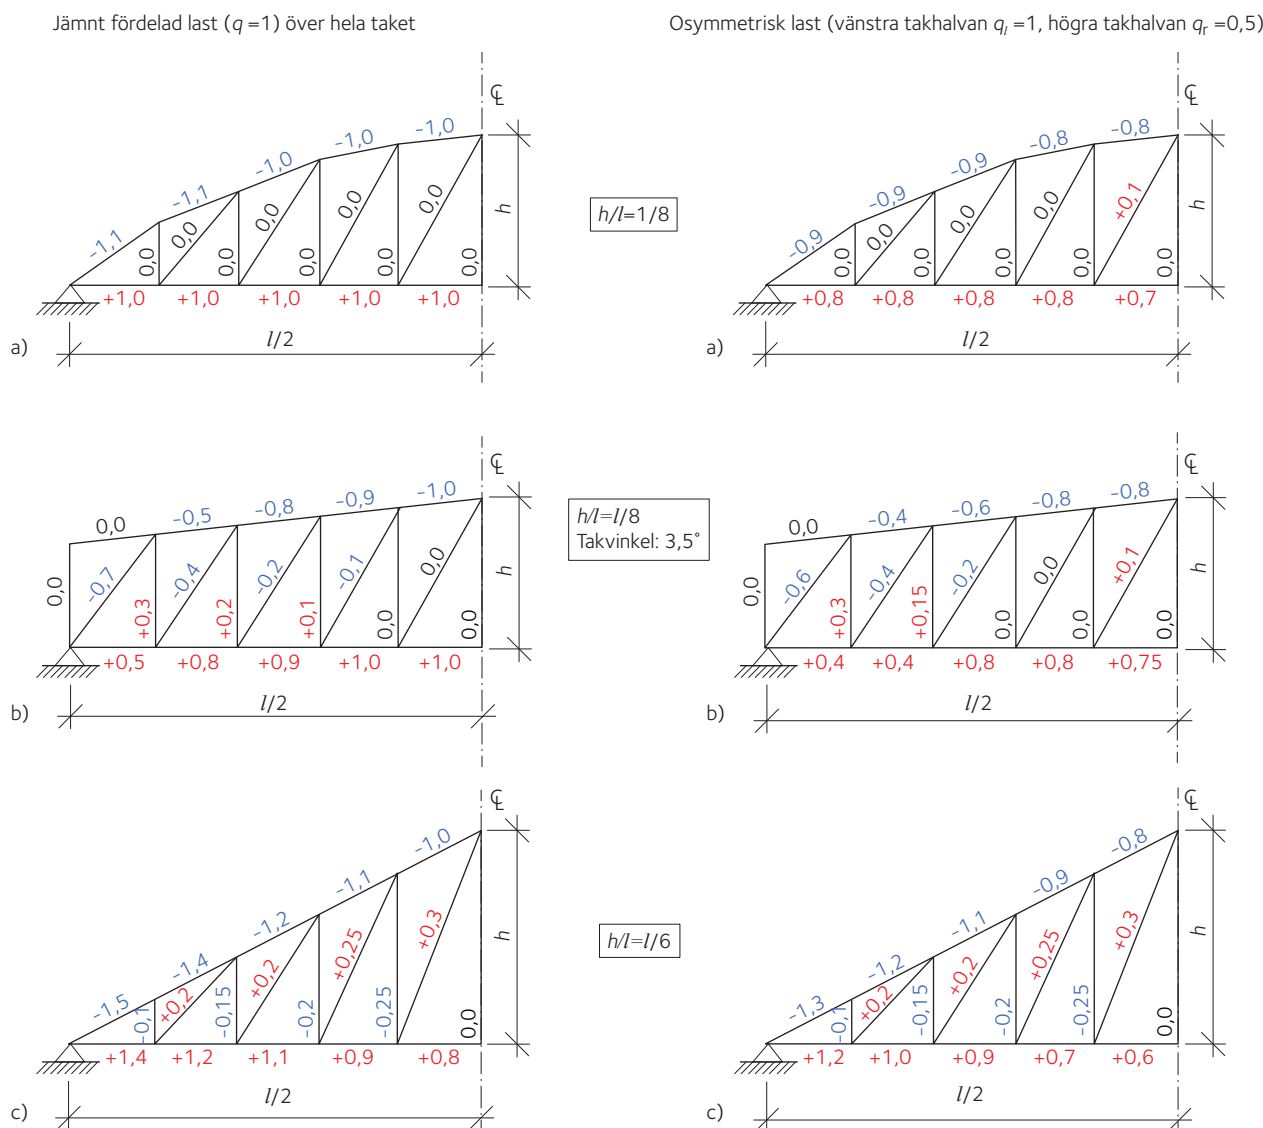 Jämnt fördelad last (q =1) över hela taket
Osymmetrisk last (vänstra takhalvan ql =1, högra takhalvan qr =0,5)
℄
-1,1 -1,1 -1,0 -1,0 -1,0
0,0 0,0 0,0 0,0 0,0 0,0 0,0 0,0 0,0
+1,0 +1,0 +1,0 +1,0 +1,0
h
l/2
a)
h/l=1/8
℄
-0,9 -0,9 -0,9 -0,8 -0,8
0,0 0,0 0,0 0,0 0,0 0,0 0,0 +0,1 0,0
+0,8 +0,8 +0,8 +0,8 +0,7
h
l/2
a)
℄
0,0 -0,5 -0,8 -0,9 -1,0
0,0 -0,7 +0,3 -0,4 +0,2 -0,2 +0,1 -0,1 0,0 0,0 0,0
+0,5 +0,8 +0,9 +1,0 +1,0
h
l/2
b)
h/l=l/8
Takvinkel: 3,5°
℄
0,0 -0,4 -0,6 -0,8 -0,8
0,0 -0,6 +0,3 -0,4 +0,15 -0,2 0,0 0,0 0,0 +0,1 0,0
+0,4 +0,4 +0,8 +0,8 +0,75
h
l/2
b)
℄
-1,5 -1,4 -1,2 -1,1 -1,0
-0,1 +0,2 -0,15 +0,2 -0,2 +0,25 -0,25 +0,3 0,0
+1,4 +1,2 +1,1 +0,9 +0,8
h
l/2
c)
h/l=l/6
℄
-1,3 -1,2 -1,1 -0,9 -0,8
-0,1 +0,2 -0,15 +0,2 -0,2 +0,25 -0,25 +0,3 0,0
+1,2 +1,0 +0,9 +0,7 +0,6
h
l/2
c)